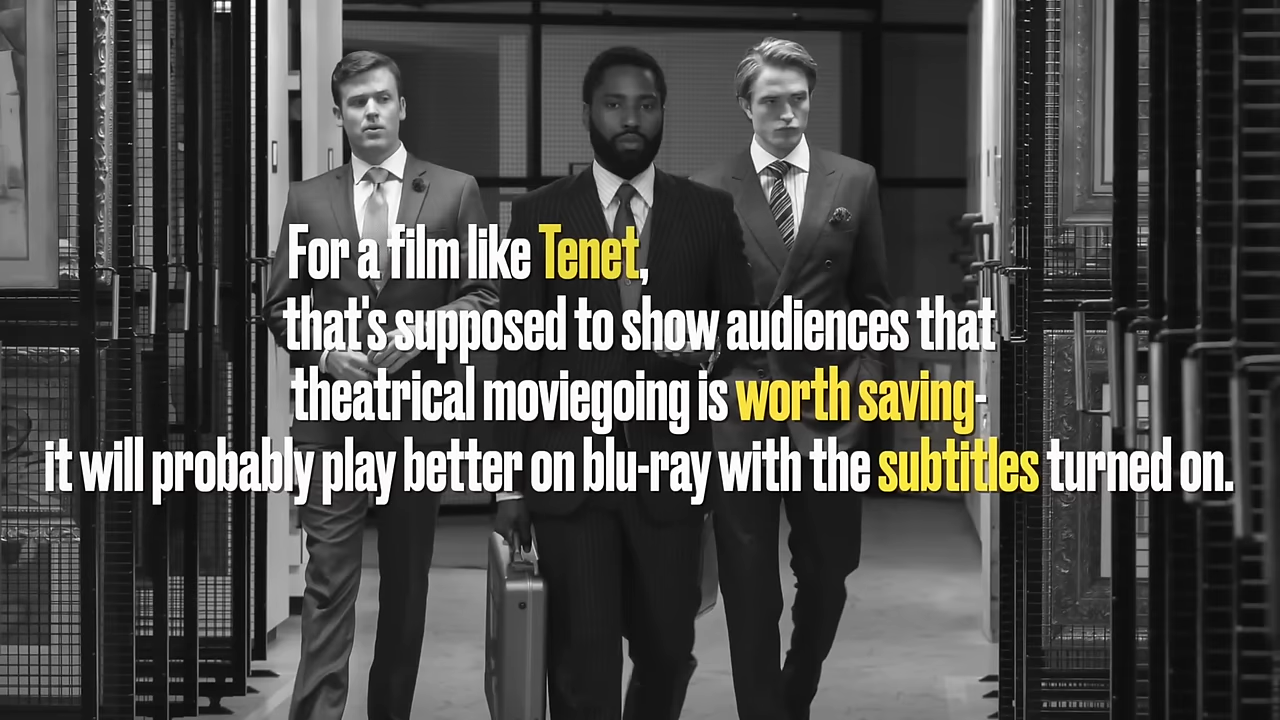 For a film like Tenet,
that's supposed to show audiences that
theatrical moviegoing is worth saving-
it will probably play better on blu-ray with the subtitles turned on.